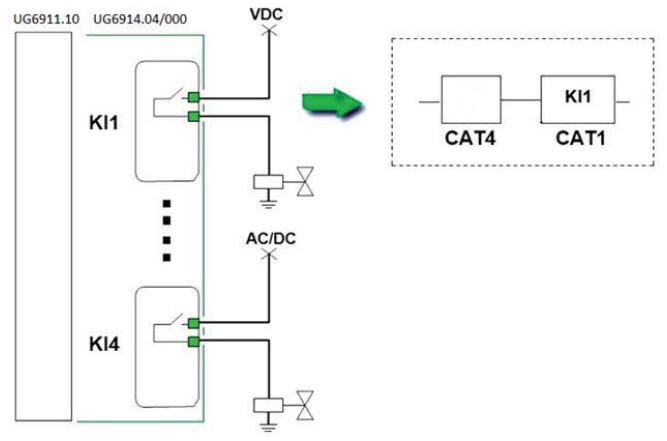 UG6911.10 UG6914.04/000
VDC
KI1
KI1
CAT4 CAT1
AC/DC
KI4